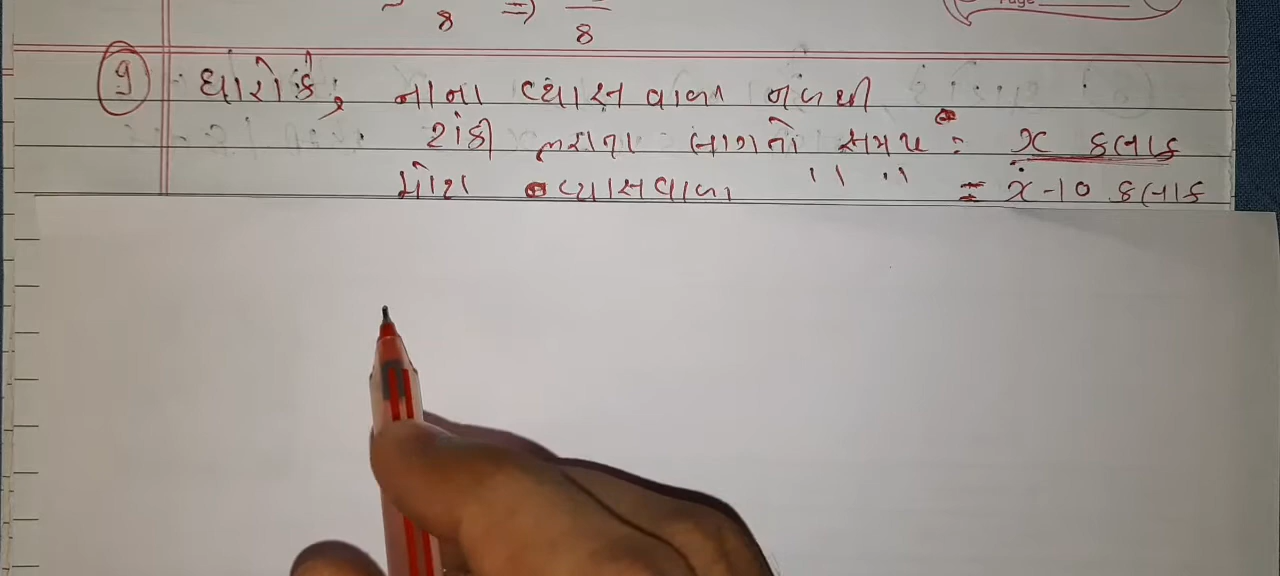 8 ⇒ 8
9 ધારો કે, નાના વ્યાસ વાળા નળથી
ટાંકી ભરાતા લાગતો સમય = x કલાક
મોટા વ્યાસવાળા '' '' = x-10 કલાક